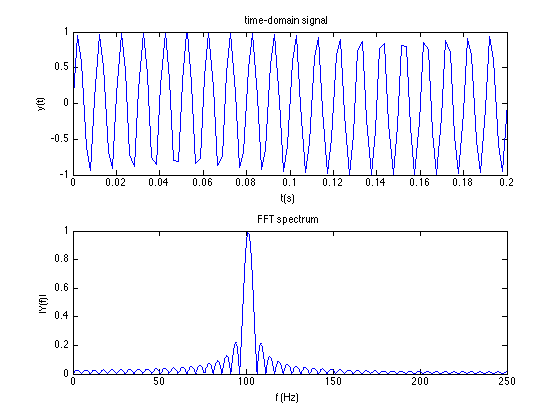 time-domain signal
1
0.5
0
-0.5
-1
y(t)
0 0.02 0.04 0.06 0.08 0.1 0.12 0.14 0.16 0.18 0.2
t(s)
FFT spectrum
1
0.8
0.6
0.4
0.2
0
|Y(f)|
0 50 100 150 200 250
f (Hz)